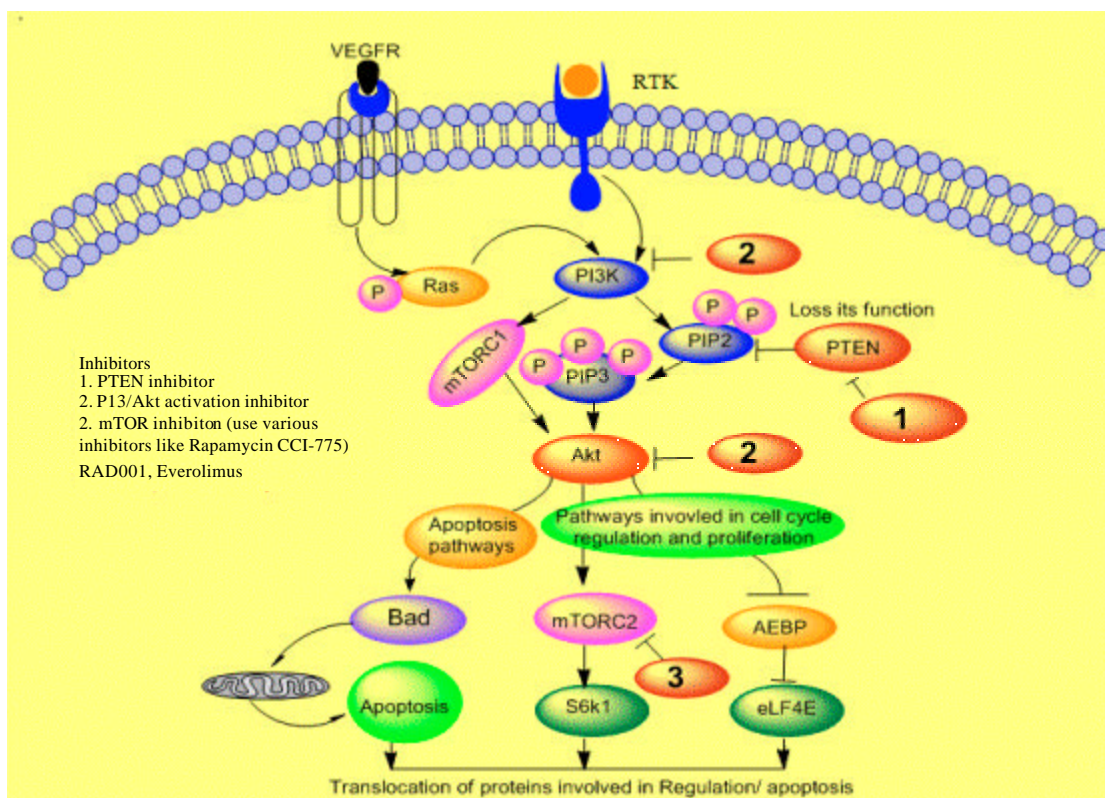 VEGFR
RTK
2
P
Ras
PI3K
P
P
Loss its function
PIP2
PTEN
mTORC1
P
P
P
PIP3
1
Inhibitors
1. PTEN inhibitor
2. P13/Akt activation inhibitor
2. mTOR inhibiton (use various
inhibitors like Rapamycin CCI-775)
RAD001, Everolimus
Akt
2
Apoptosis
pathways
Pathways invovled in cell cycle
regulation and proliferation
Bad
mTORC2
AEBP
3
Apoptosis
S6k1
eLF4E
Translocation of proteins involved in Regulation/ apoptosis